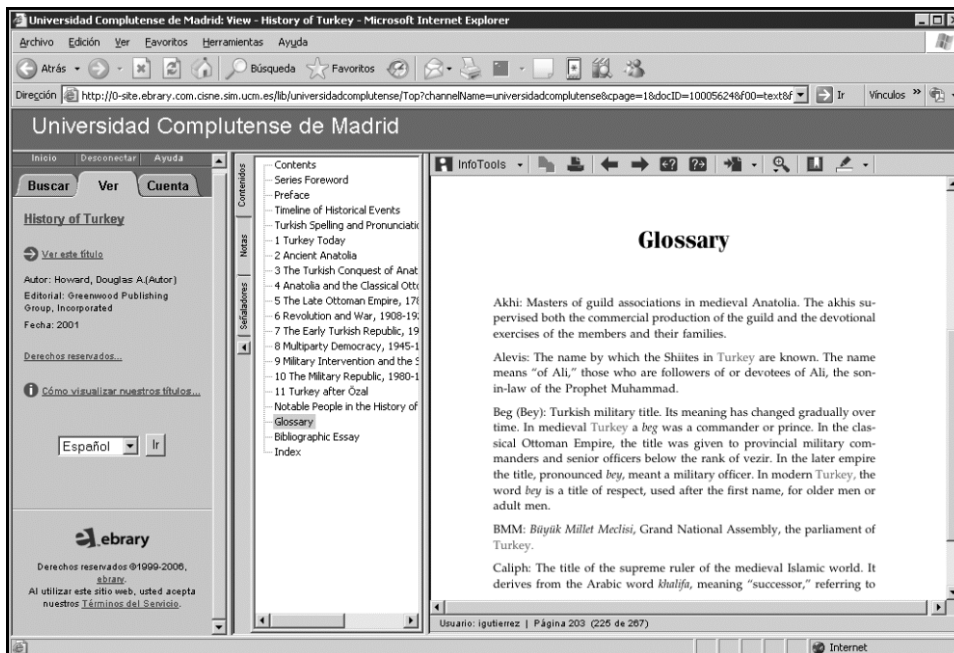 Universidad Complutense de Madrid: View - History of Turkey - Microsoft Internet Explorer
Archivo Edición Ver Favoritos Herramientas Ayuda
Atrás Búsqueda Favoritos
Dirección http://0-site.ebrary.com.cisne.sim.ucm.es/lib/universidadcomplutense/Top?channelName=universidadcomplutense&cpage=1&docID=10005624&f00=text&f Ir Vínculos »
Universidad Complutense de Madrid
Inicio Desconectar Ayuda
Buscar Ver Cuenta
History of Turkey
Ver este título
Autor: Howard, Douglas A.(Autor)
Editorial: Greenwood Publishing
Group, Incorporated
Fecha: 2001
Derechos reservados...
Cómo visualizar nuestros títulos...
Español Ir
ebrary
Derechos reservados ©1999-2006,
ebrary.
Al utilizar este sitio web, usted acepta
nuestros Términos del Servicio.
Contenidos
Notas
Señaladores
Contents
Series Foreword
Preface
Timeline of Historical Events
Turkish Spelling and Pronunciatic
1 Turkey Today
2 Ancient Anatolia
3 The Turkish Conquest of Anat
4 Anatolia and the Classical Otto
5 The Late Ottoman Empire, 178
6 Revolution and War, 1908-192
7 The Early Turkish Republic, 19
8 Multiparty Democracy, 1945-1
9 Military Intervention and the S
10 The Military Republic, 1980-1
11 Turkey after Özal
Notable People in the History of
Glossary
Bibliographic Essay
Index
InfoTools
Glossary
Akhi: Masters of guild associations in medieval Anatolia. The akhis su-
pervised both the commercial production of the guild and the devotional
exercises of the members and their families.
Alevis: The name by which the Shiites in Turkey are known. The name
means “of Ali,” those who are followers of or devotees of Ali, the son-
in-law of the Prophet Muhammad.
Beg (Bey): Turkish military title. Its meaning has changed gradually over
time. In medieval Turkey a beg was a commander or prince. In the clas-
sical Ottoman Empire, the title was given to provincial military com-
manders and senior officers below the rank of vezir. In the later empire
the title, pronounced bey, meant a military officer. In modern Turkey, the
word bey is a title of respect, used after the first name, for older men or
adult men.
BMM: Büyük Millet Meclisi, Grand National Assembly, the parliament of
Turkey.
Caliph: The title of the supreme ruler of the medieval Islamic world. It
derives from the Arabic word khalifa, meaning “successor,” referring to
Usuario: igutierrez | Página 203 (225 de 267)
Internet